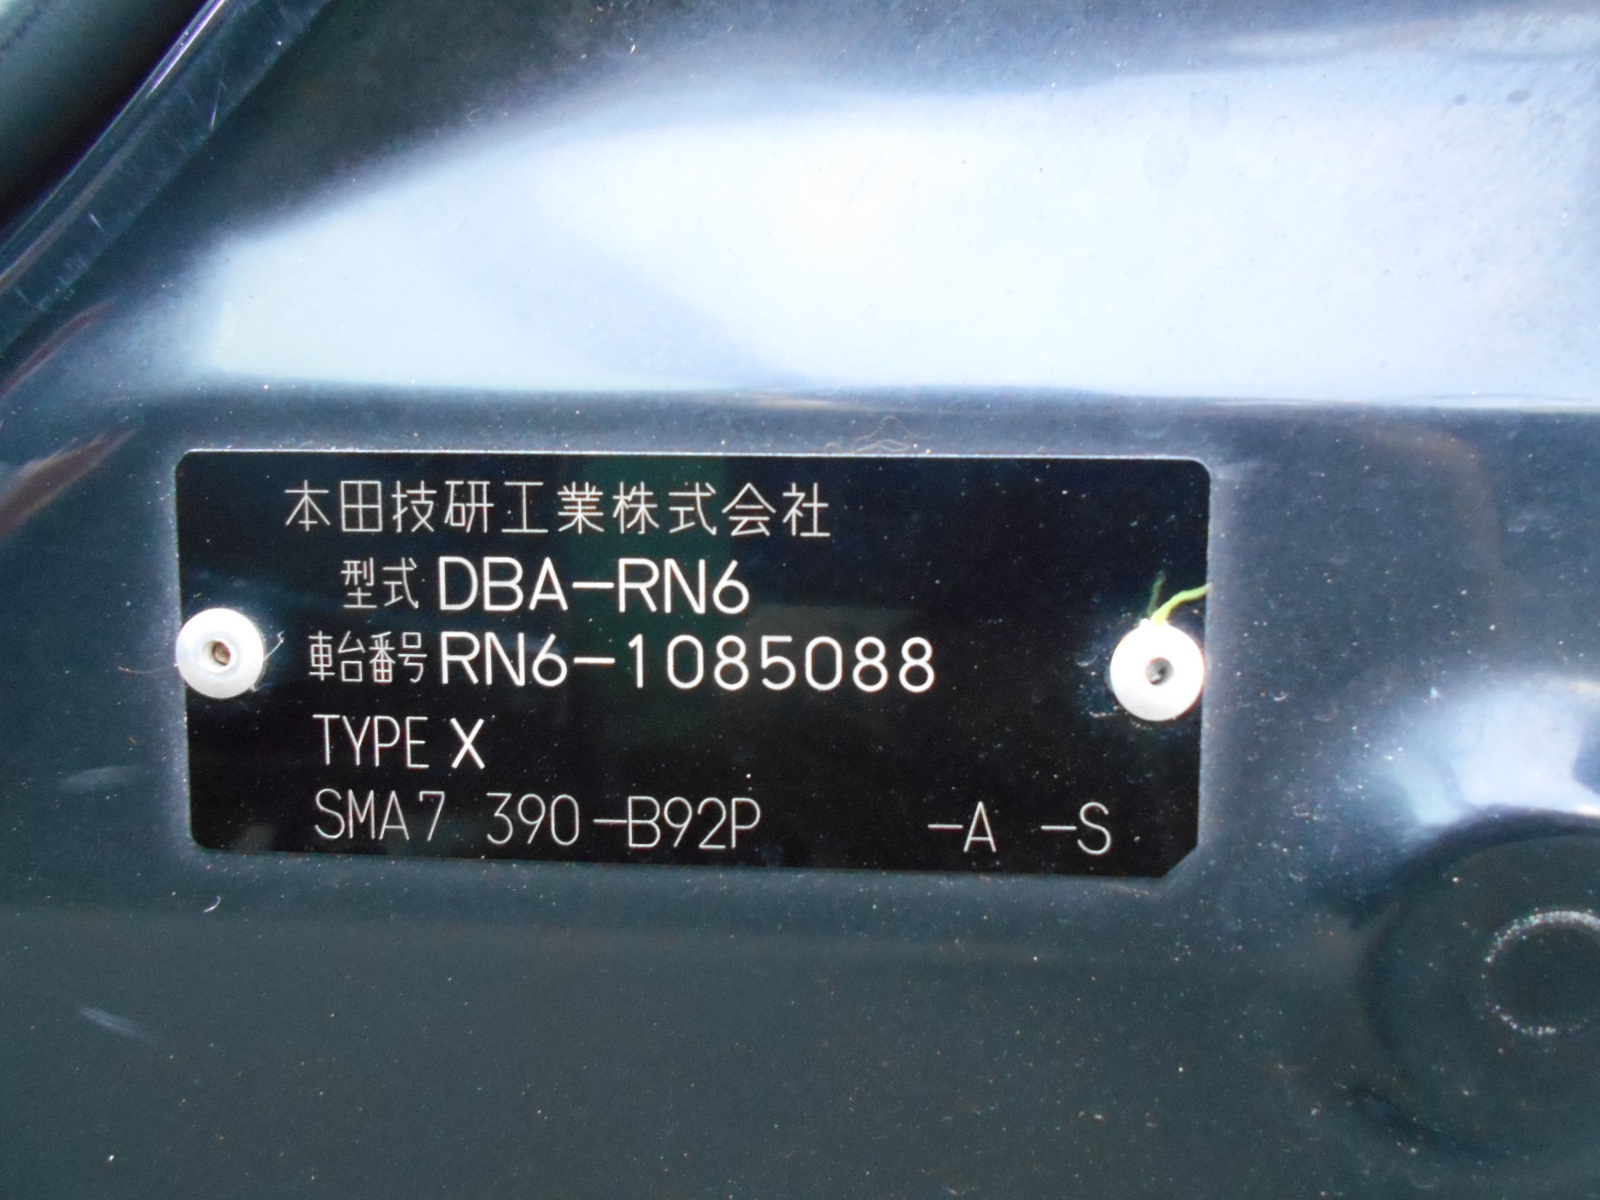 本田技研工業株式会社
型式 DBA-RN6
車台番号 RN6-1085088
TYPE X
SMA7 390-B92P -A -S